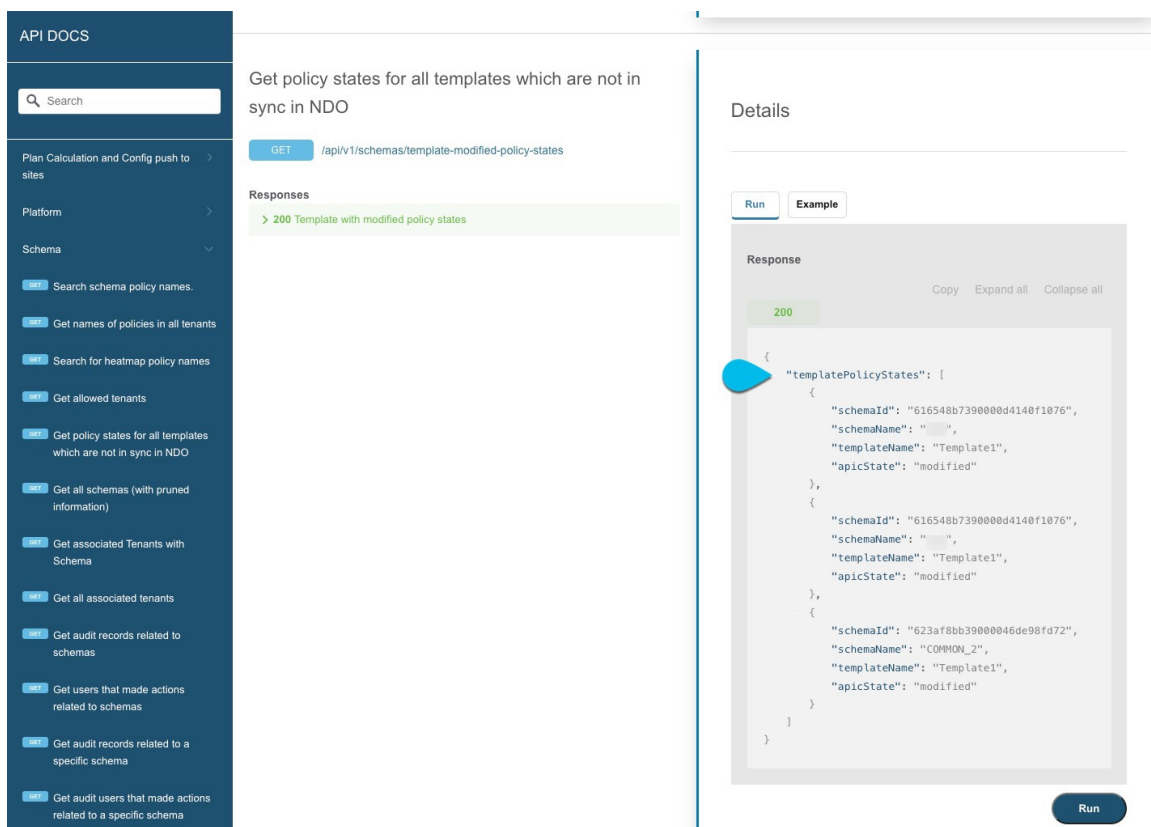 API DOCS
Search
Plan Calculation and Config push to
sites
Platform
Schema
GET Search schema policy names.
GET Get names of policies in all tenants
GET Search for heatmap policy names
GET Get allowed tenants
GET Get policy states for all templates
which are not in sync in NDO
GET Get all schemas (with pruned
information)
GET Get associated Tenants with
Schema
GET Get all associated tenants
GET Get audit records related to
schemas
GET Get users that made actions
related to schemas
GET Get audit records related to a
specific schema
GET Get audit users that made actions
related to a specific schema
Get policy states for all templates which are not in
sync in NDO
GET /api/v1/schemas/template-modified-policy-states
Responses
> 200 Template with modified policy states
Details
Run Example
Response
Copy Expand all Collapse all
200
{
"templatePolicyStates": [
{
"schemaId": "616548b7390000d4140f1076",
"schemaName": " ",
"templateName": "Template1",
"apicState": "modified"
},
{
"schemaId": "616548b7390000d4140f1076",
"schemaName": " ",
"templateName": "Template1",
"apicState": "modified"
},
{
"schemaId": "623af8bb39000046de98fd72",
"schemaName": "COMMON_2",
"templateName": "Template1",
"apicState": "modified"
}
]
}
Run